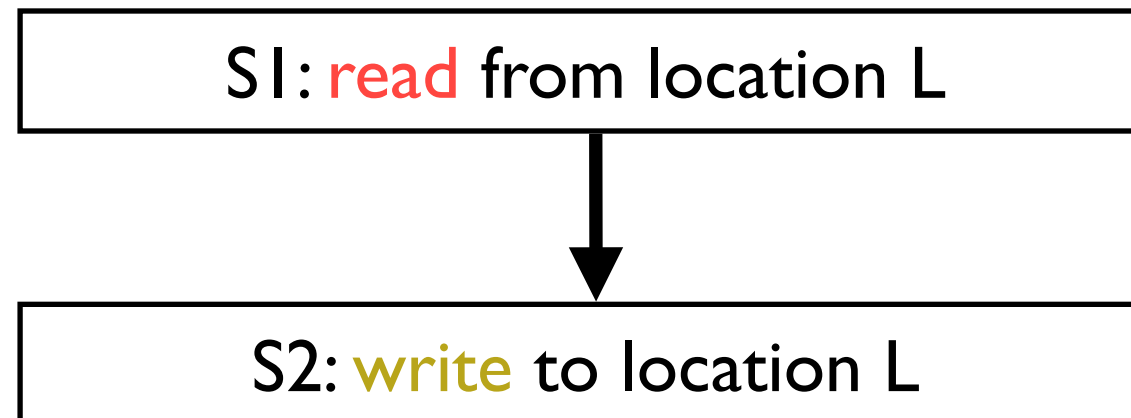 S1: read from location L
S2: write to location L